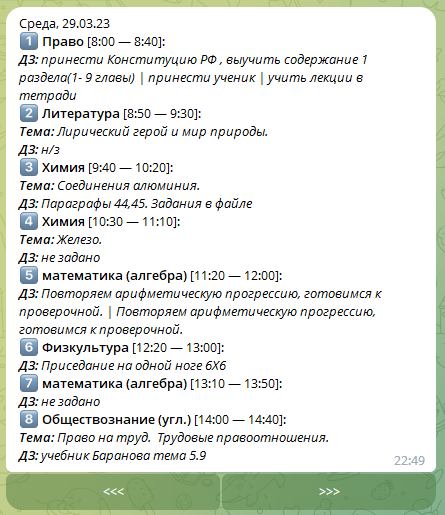 Среда, 29.03.23
1 Право [8:00 — 8:40]:
ДЗ: принести Конституцию РФ , выучить содержание 1
раздела(1- 9 главы) | принести ученик | учить лекции в
тетради
2 Литература [8:50 — 9:30]:
Тема: Лирический герой и мир природы.
ДЗ: н/з
3 Химия [9:40 — 10:20]:
Тема: Соединения алюминия.
ДЗ: Параграфы 44,45. Задания в файле
4 Химия [10:30 — 11:10]:
Тема: Железо.
ДЗ: не задано
5 математика (алгебра) [11:20 — 12:00]:
ДЗ: Повторяем арифметическую прогрессию, готовимся к
проверочной. | Повторяем арифметическую прогрессию,
готовимся к проверочной.
6 Физкультура [12:20 — 13:00]:
ДЗ: Приседание на одной ноге 6Х6
7 математика (алгебра) [13:10 — 13:50]:
ДЗ: не задано
8 Обществознание (угл.) [14:00 — 14:40]:
Тема: Право на труд.  Трудовые правоотношения.
ДЗ: учебник Баранова тема 5.9
22:49
<<< >>>